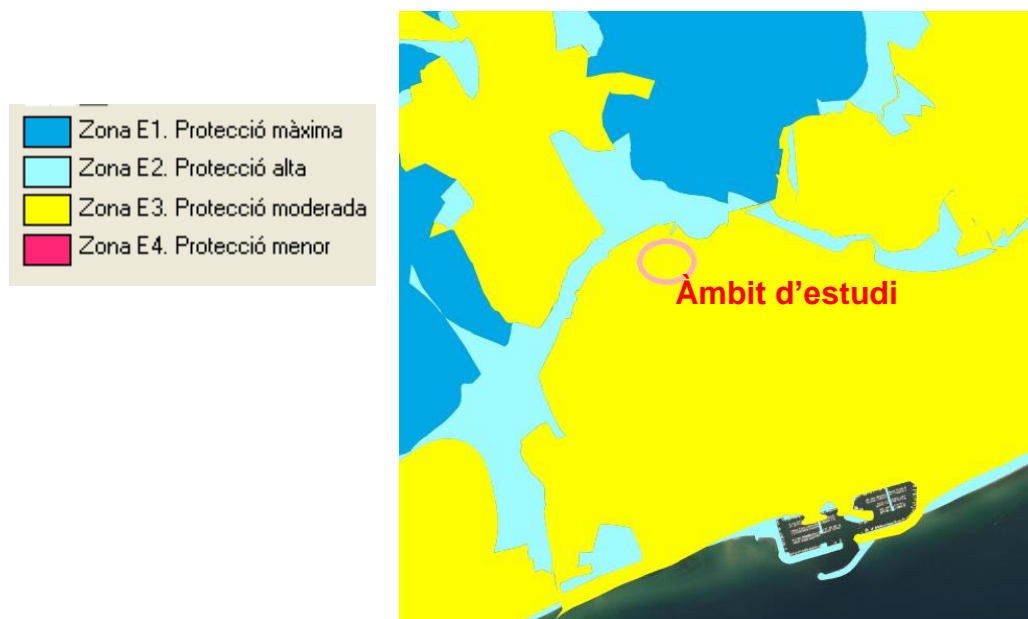 Zona E1. Protecció màxima
Zona E2. Protecció alta
Zona E3. Protecció moderada
Zona E4. Protecció menor
Àmbit d'estudi